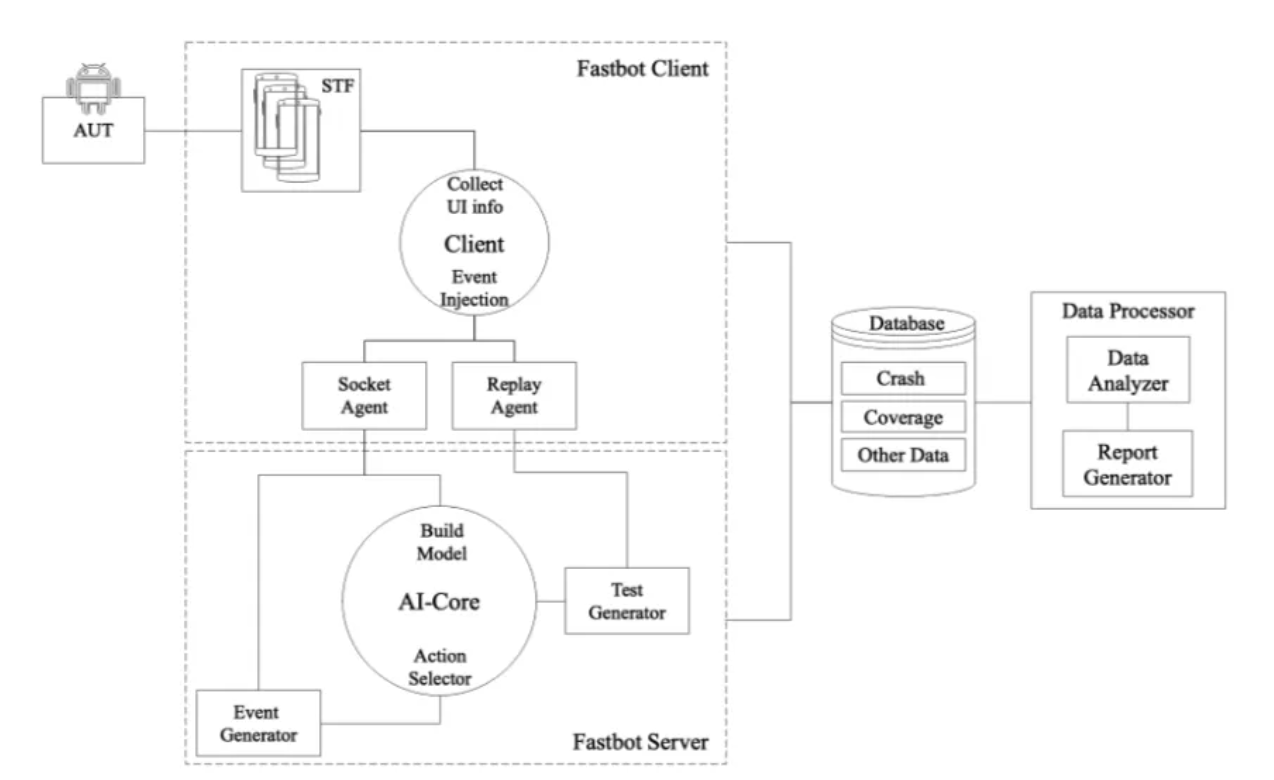 Fastbot Client
STF
AUT
Collect
UI info
Client
Event
Injection
Socket
Agent
Replay
Agent
Database
Crash
Coverage
Other Data
Data Processor
Data
Analyzer
Report
Generator
Build
Model
AI-Core
Action
Selector
Test
Generator
Event
Generator
Fastbot Server